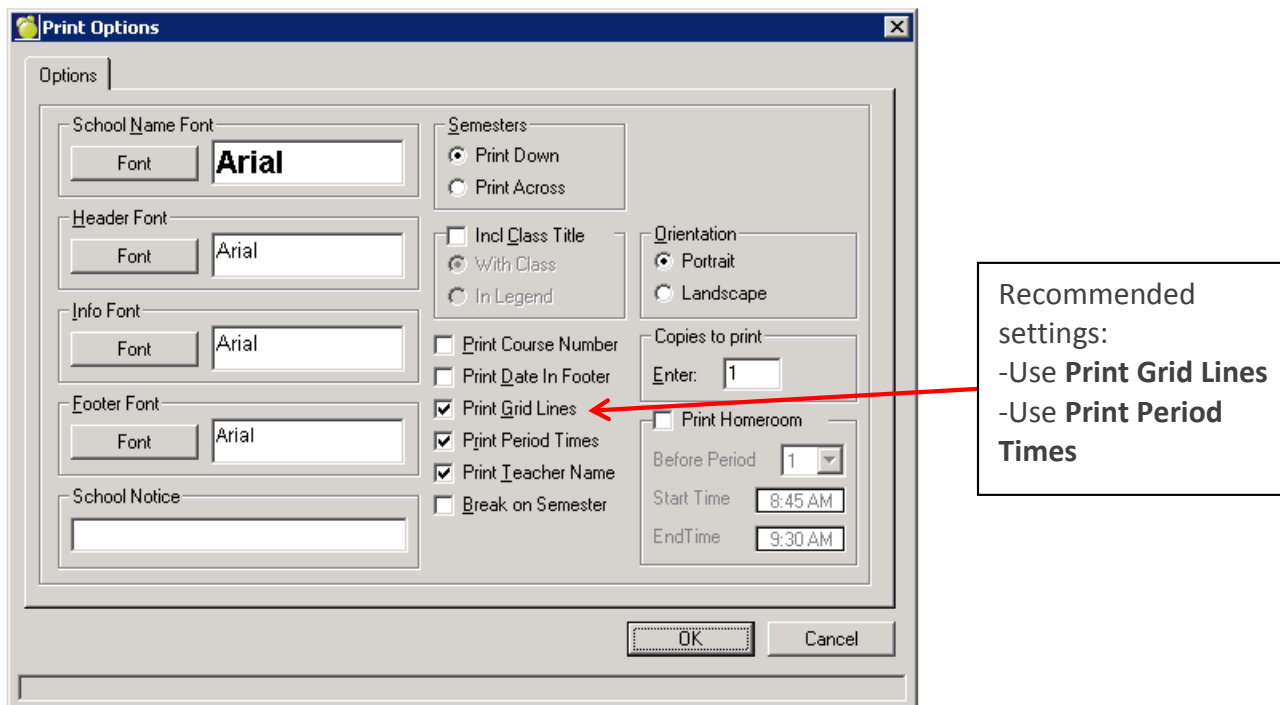 Print Options
Options
School Name Font
Font
Arial
Header Font
Font
Arial
Info Font
Font
Arial
Footer Font
Font
Arial
School Notice
Semesters
Print Down
Print Across
Incl Class Title
With Class
In Legend
Orientation
Portrait
Landscape
Print Course Number
Print Date In Footer
Print Grid Lines
Print Period Times
Print Teacher Name
Break on Semester
Copies to print
Enter: 1
Print Homeroom
Before Period 1
Start Time 8:45 AM
EndTime 9:30 AM
OK
Cancel
Recommended
settings:
-Use Print Grid Lines
-Use Print Period
Times